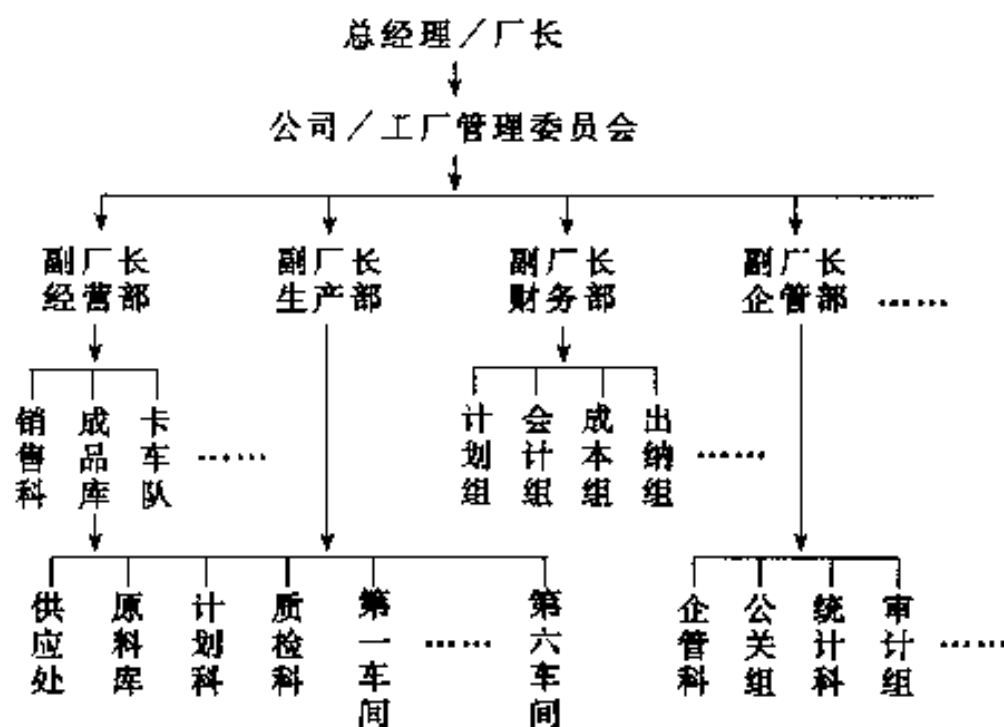 总经理／厂长
公司／工厂管理委员会
副厂长 副厂长 副厂长 副厂长
经营部 生产部 财务部 企管部 ……
销售科 成品库 卡车队 …… 计划组 会计组 成本组 出纳组 ……
供应处 原料库 计划科 质检科 第一车间 …… 第六车间 企管科 公关组 统计科 审计组 ……